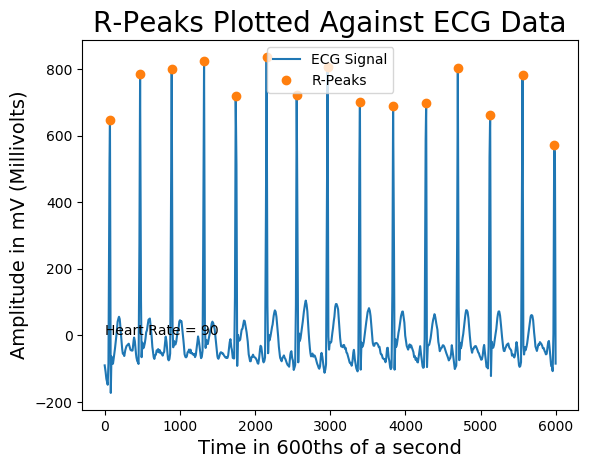 R-Peaks Plotted Against ECG Data
Amplitude in mV (Millivolts)
800
600
400
200
0
−200
ECG Signal
R-Peaks
Heart Rate = 90
0 1000 2000 3000 4000 5000 6000
Time in 600ths of a second